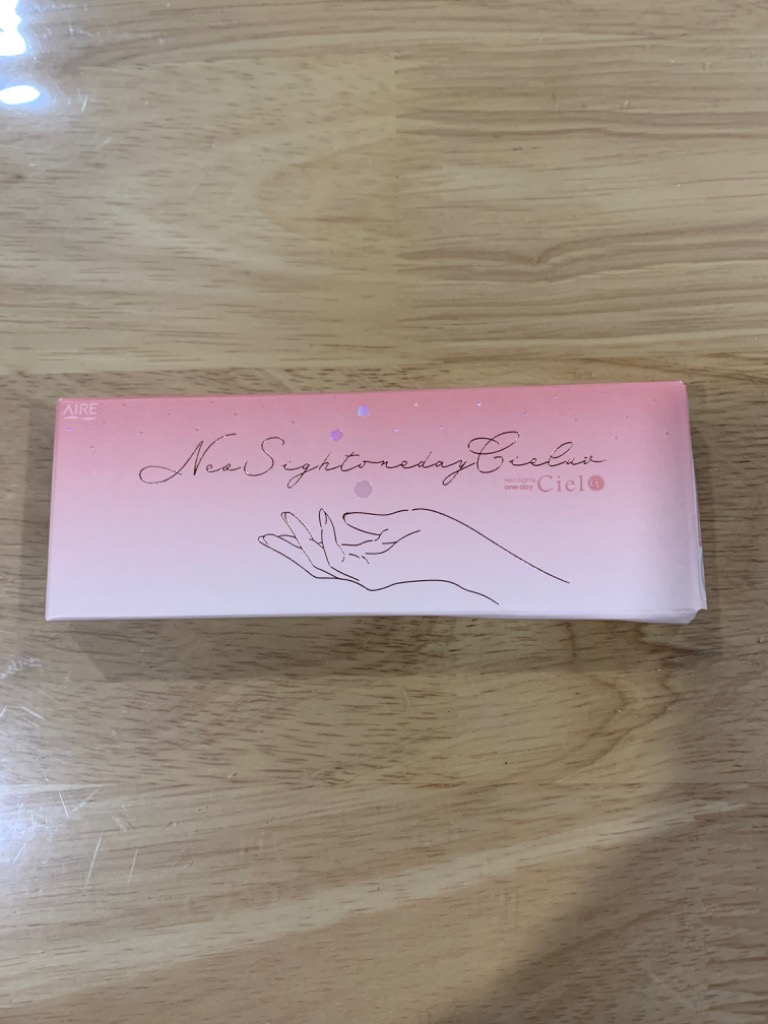 AIRE
NeoSightonedayCieluv
neo sight
one day Ciel